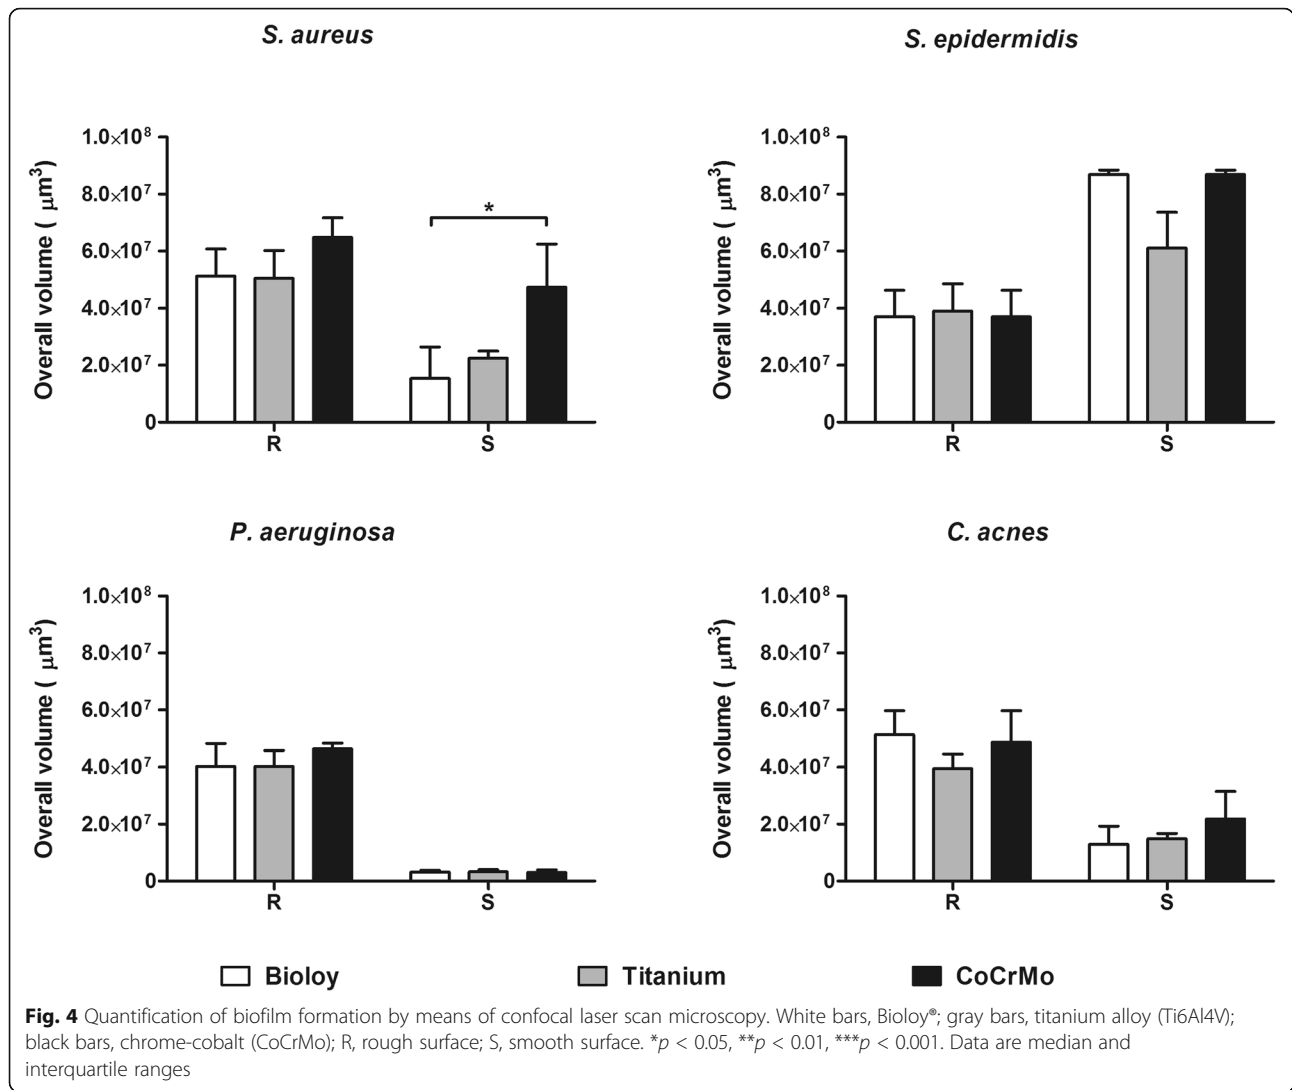 S. aureus
Overall volume ( μm³)
1.0×10⁸
8.0×10⁷
6.0×10⁷
4.0×10⁷
2.0×10⁷
0
*
R
S
S. epidermidis
Overall volume ( μm³)
1.0×10⁸
8.0×10⁷
6.0×10⁷
4.0×10⁷
2.0×10⁷
0
R
S
P. aeruginosa
Overall volume ( μm³)
1.0×10⁸
8.0×10⁷
6.0×10⁷
4.0×10⁷
2.0×10⁷
0
R
S
C. acnes
Overall volume ( μm³)
1.0×10⁸
8.0×10⁷
6.0×10⁷
4.0×10⁷
2.0×10⁷
0
R
S
Bioloy
Titanium
CoCrMo
Fig. 4 Quantification of biofilm formation by means of confocal laser scan microscopy. White bars, Bioloy®; gray bars, titanium alloy (Ti6Al4V);
black bars, chrome-cobalt (CoCrMo); R, rough surface; S, smooth surface. *p < 0.05, **p < 0.01, ***p < 0.001. Data are median and
interquartile ranges